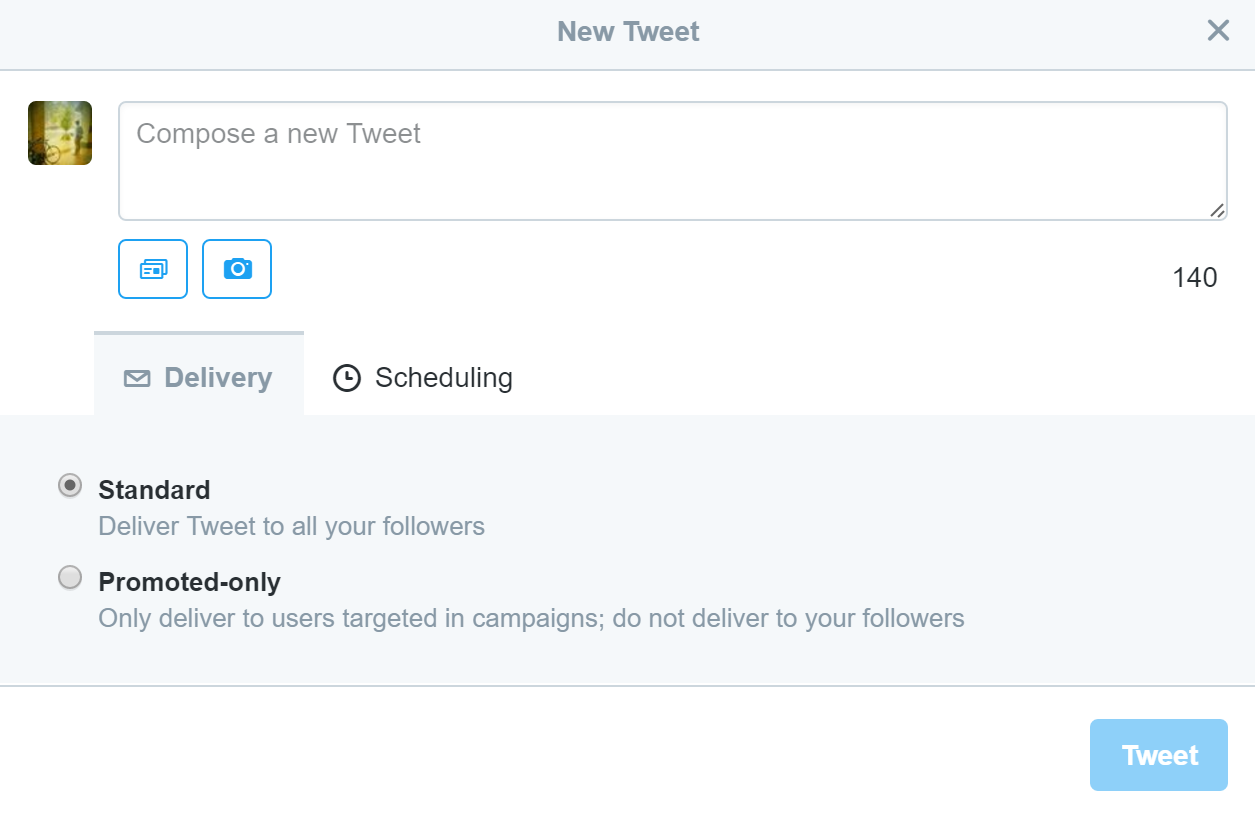 New Tweet
Compose a new Tweet
140
Delivery
Scheduling
Standard
Deliver Tweet to all your followers
Promoted-only
Only deliver to users targeted in campaigns; do not deliver to your followers
Tweet